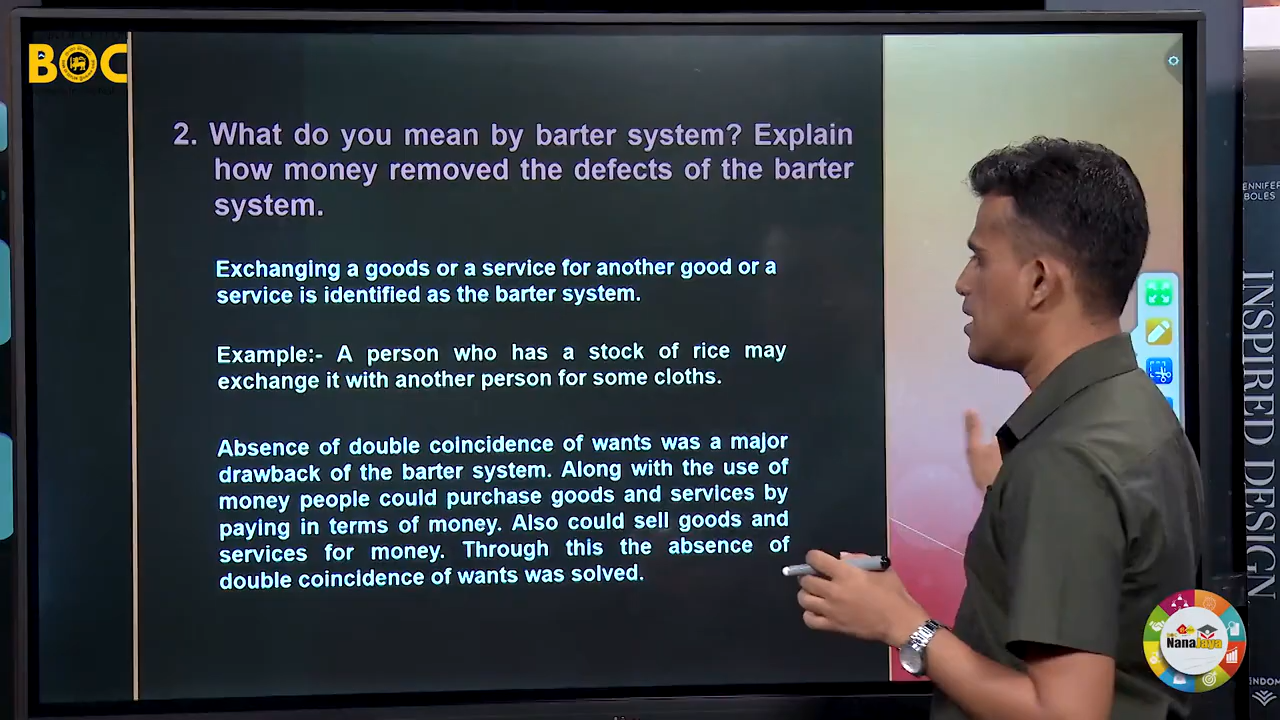 BOC
2. What do you mean by barter system? Explain
how money removed the defects of the barter
system.
Exchanging a goods or a service for another good or a
service is identified as the barter system.
Example:- A person who has a stock of rice may
exchange it with another person for some cloths.
Absence of double coincidence of wants was a major
drawback of the barter system. Along with the use of
money people could purchase goods and services by
paying in terms of money. Also could sell goods and
services for money. Through this the absence of
double coincidence of wants was solved.
ENNIFER
BOLES
INSPIRED DESIGN
ENDOM
NanaJaya